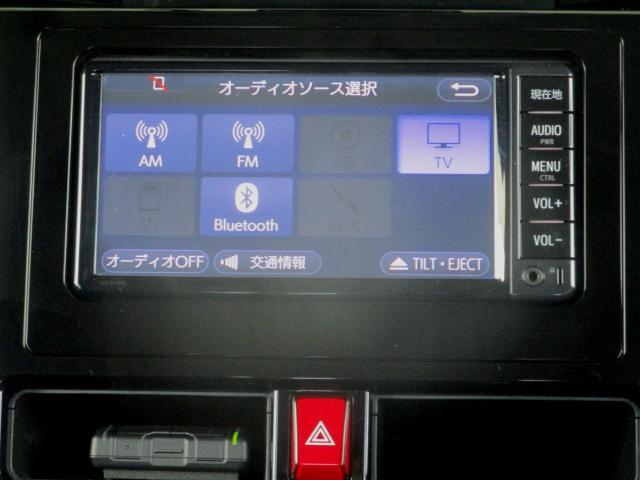 オーディオソース選択
現在地
AM
FM
CD
TV
AUDIO
PWR
MENU
CTRL
SD
Bluetooth
AUX
VOL+
VOL-
オーディオOFF
交通情報
TILT・EJECT